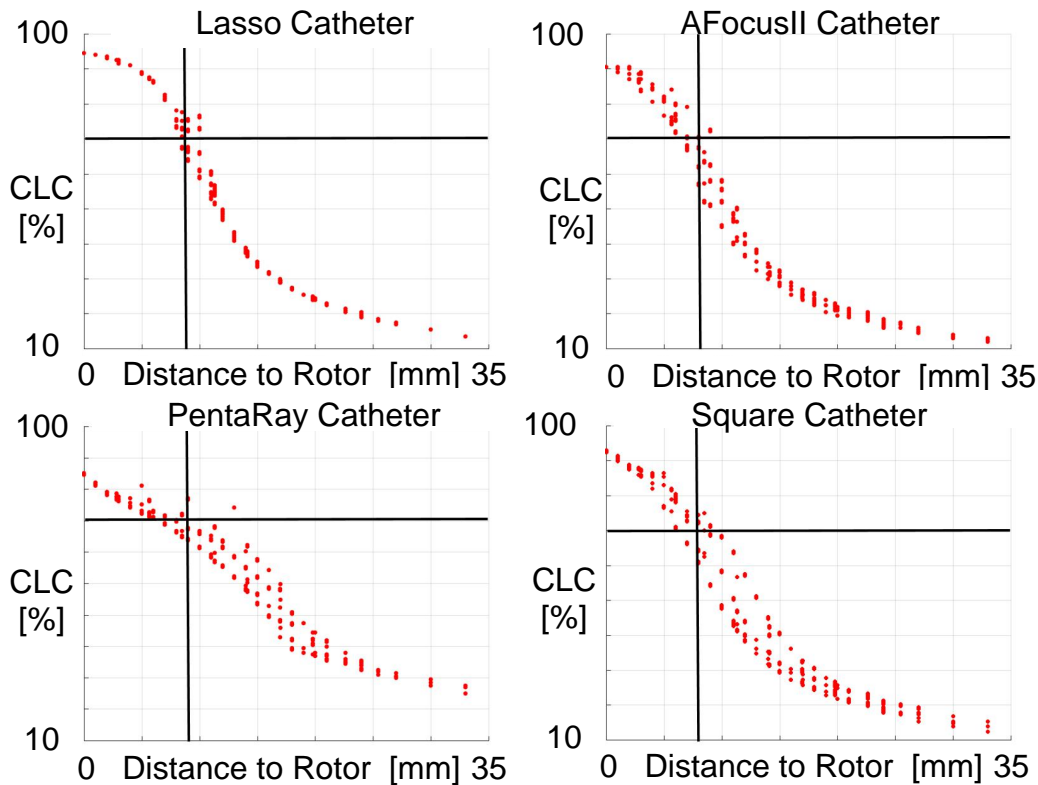 Lasso Catheter
100
CLC
[%]
10
0 Distance to Rotor [mm] 35
AFocusII Catheter
100
CLC
[%]
10
0 Distance to Rotor [mm] 35
PentaRay Catheter
100
CLC
[%]
10
0 Distance to Rotor [mm] 35
Square Catheter
100
CLC
[%]
10
0 Distance to Rotor [mm] 35